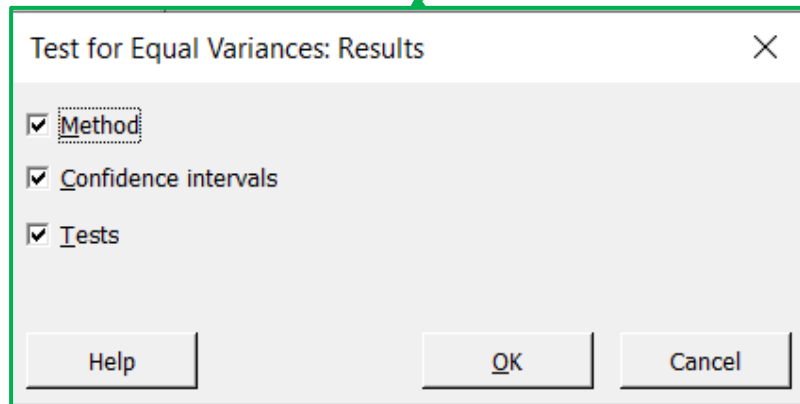 Test for Equal Variances: Results
Method
Confidence intervals
Tests
Help OK Cancel